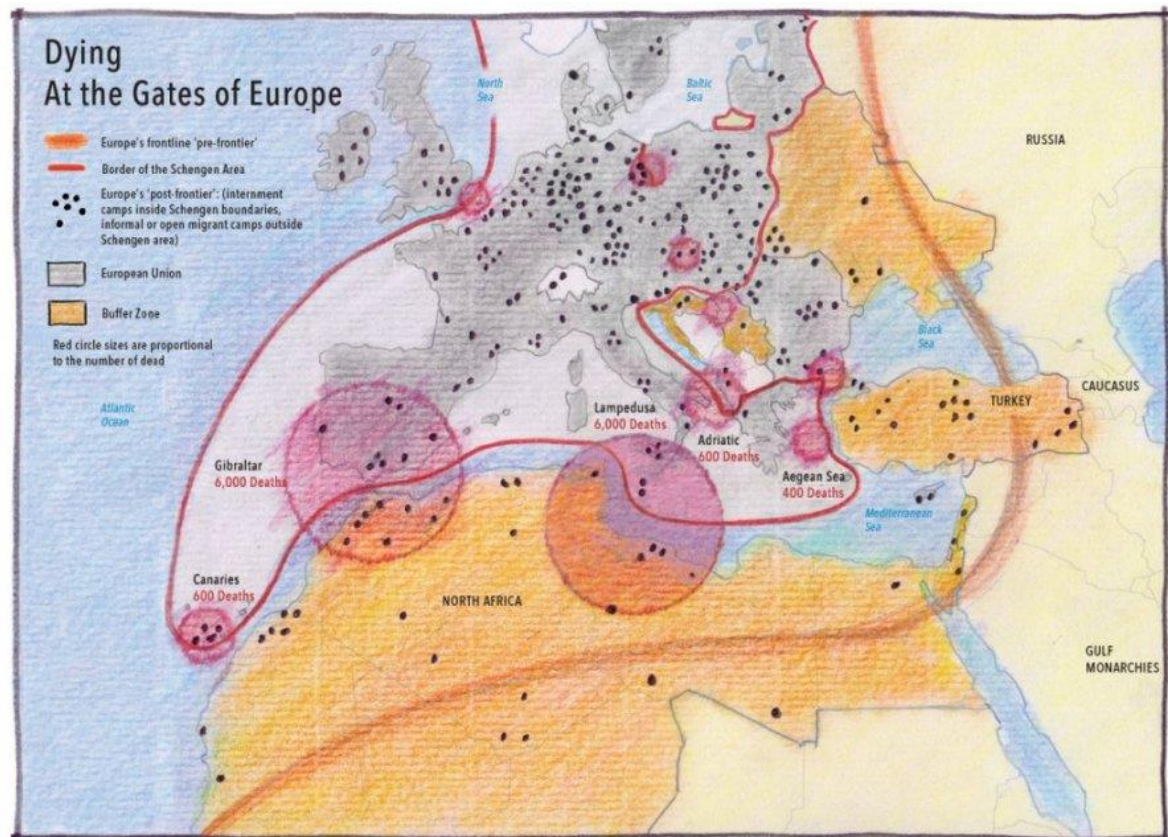 Dying
At the Gates of Europe
Europe's frontline 'pre-frontier'
Border of the Schengen Area
Europe's 'post-frontier': (internment
camps inside Schengen boundaries,
informal or open migrant camps outside
Schengen area)
European Union
Buffer Zone
Red circle sizes are proportional
to the number of dead
North
Sea
Baltic
Sea
RUSSIA
Black
Sea
CAUCASUS
TURKEY
Atlantic
Ocean
Lampedusa
6,000 Deaths
Adriatic
600 Deaths
Gibraltar
6,000 Deaths
Aegean Sea
400 Deaths
Mediterranean
Sea
Canaries
600 Deaths
NORTH AFRICA
GULF
MONARCHIES